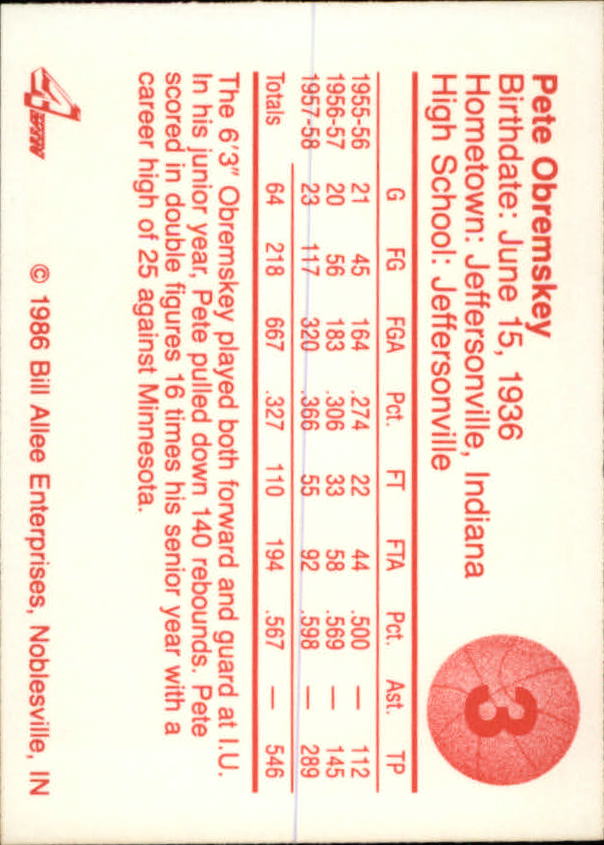 Pete Obremskey
Birthdate: June 15, 1936
Hometown: Jeffersonville, Indiana
High School: Jeffersonville
3
G FG FGA Pct. FT FTA Pct. Ast. TP
1955-56 21 45 164 .274 22 44 .500 — 112
1956-57 20 56 183 .306 33 58 .569 — 145
1957-58 23 117 320 .366 55 92 .598 — 289
Totals 64 218 667 .327 110 194 .567 — 546
The 6'3" Obremskey played both forward and guard at I.U.
In his junior year, Pete pulled down 140 rebounds. Pete
scored in double figures 16 times his senior year with a
career high of 25 against Minnesota.
© 1986 Bill Allee Enterprises, Noblesville, IN